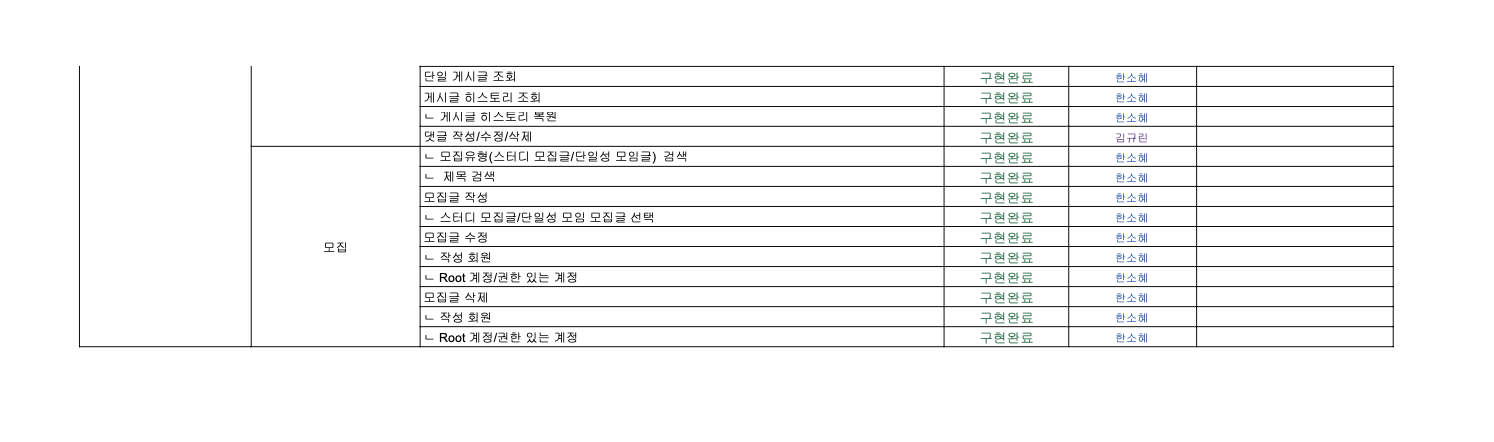 단일 게시글 조회 구현완료 한소혜
게시글 히스토리 조회 구현완료 한소혜
ㄴ 게시글 히스토리 복원 구현완료 한소혜
댓글 작성/수정/삭제 구현완료 김규린
모집
ㄴ 모집유형(스터디 모집글/단일성 모임글) 검색 구현완료 한소혜
ㄴ 제목 검색 구현완료 한소혜
모집글 작성 구현완료 한소혜
ㄴ 스터디 모집글/단일성 모임 모집글 선택 구현완료 한소혜
모집글 수정 구현완료 한소혜
ㄴ 작성 회원 구현완료 한소혜
ㄴ Root 계정/권한 있는 계정 구현완료 한소혜
모집글 삭제 구현완료 한소혜
ㄴ 작성 회원 구현완료 한소혜
ㄴ Root 계정/권한 있는 계정 구현완료 한소혜